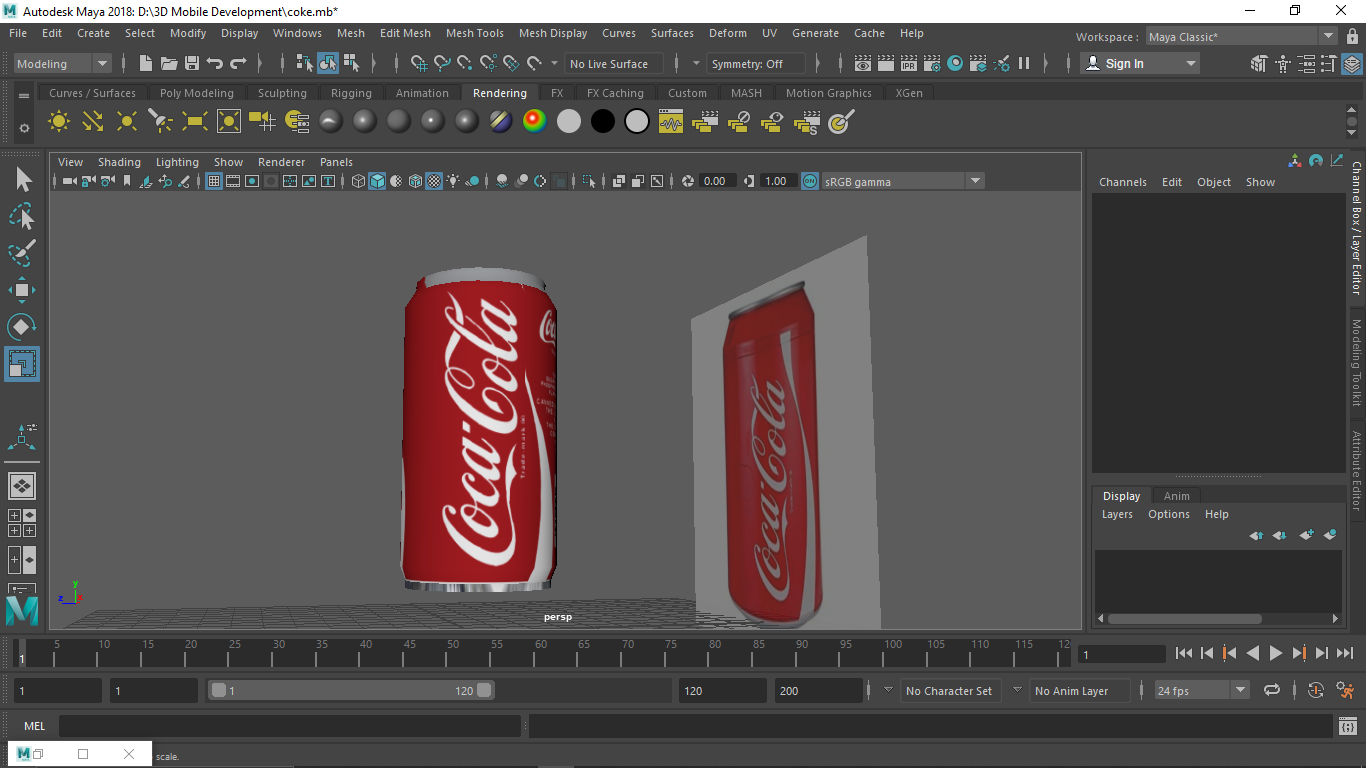 Autodesk Maya 2018: D:\3D Mobile Development\coke.mb*
File Edit Create Select Modify Display Windows Mesh Edit Mesh Mesh Tools Mesh Display Curves Surfaces Deform UV Generate Cache Help
Workspace : Maya Classic*
Modeling No Live Surface Symmetry: Off IPR Sign In
Curves / Surfaces Poly Modeling Sculpting Rigging Animation Rendering FX FX Caching Custom MASH Motion Graphics XGen
View Shading Lighting Show Renderer Panels
0.00 1.00 ON sRGB gamma
Channels Edit Object Show
Channel Box / Layer Editor
Modeling Toolkit
Attribute Editor
Coca-Cola
Trade-mark
Coca-Cola
Display Anim
Layers Options Help
y
z
persp
5 10 15 20 25 30 35 40 45 50 55 60 65 70 75 80 85 90 95 100 105 110 115 120
1 1
1 1 1 120 120 200 No Character Set No Anim Layer 24 fps
MEL
scale.